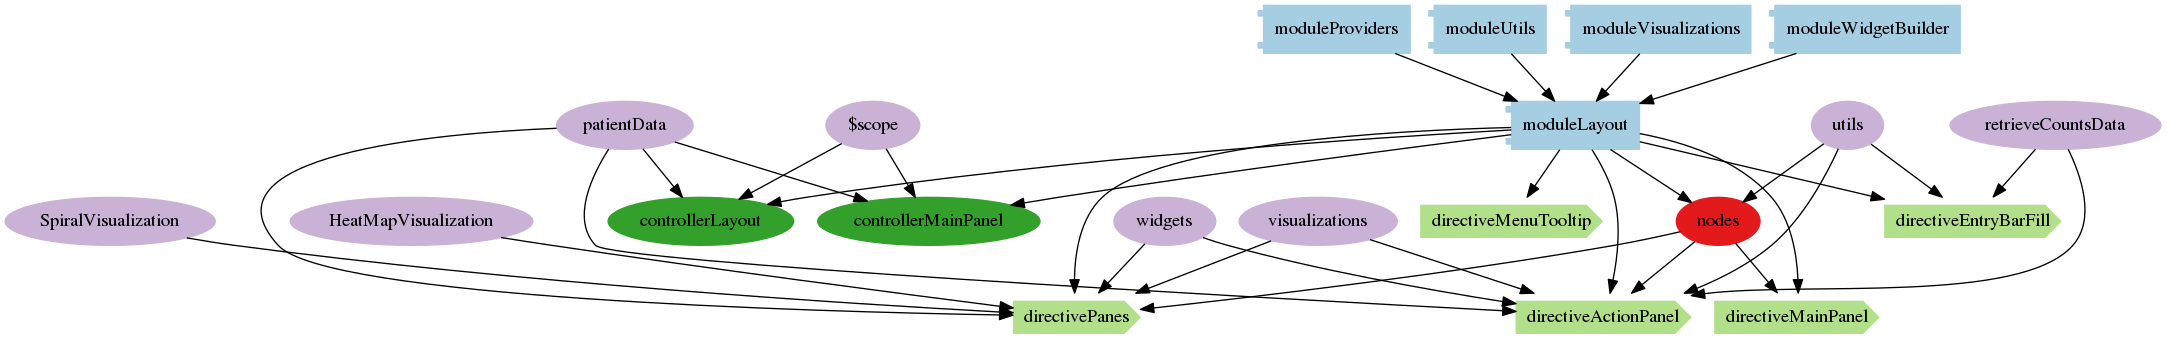 moduleProviders
moduleUtils
moduleVisualizations
moduleWidgetBuilder
patientData
$scope
moduleLayout
utils
retrieveCountsData
SpiralVisualization
HeatMapVisualization
controllerLayout
controllerMainPanel
widgets
visualizations
directiveMenuTooltip
nodes
directiveEntryBarFill
directivePanes
directiveActionPanel
directiveMainPanel